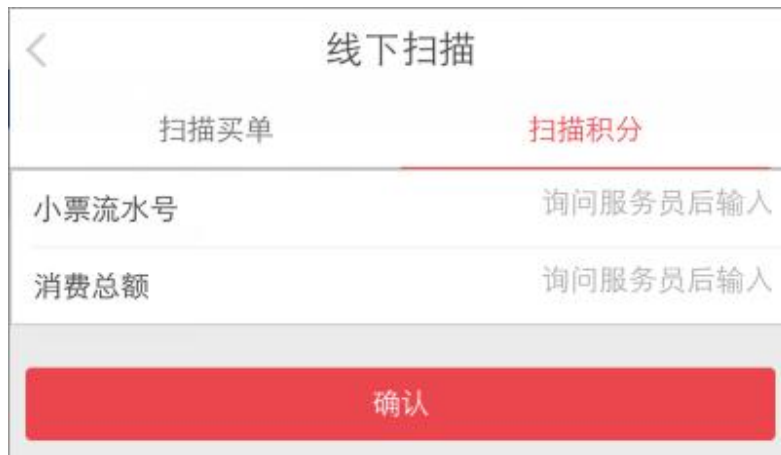 线下扫描
扫描买单 扫描积分
小票流水号 询问服务员后输入
消费总额 询问服务员后输入
确认